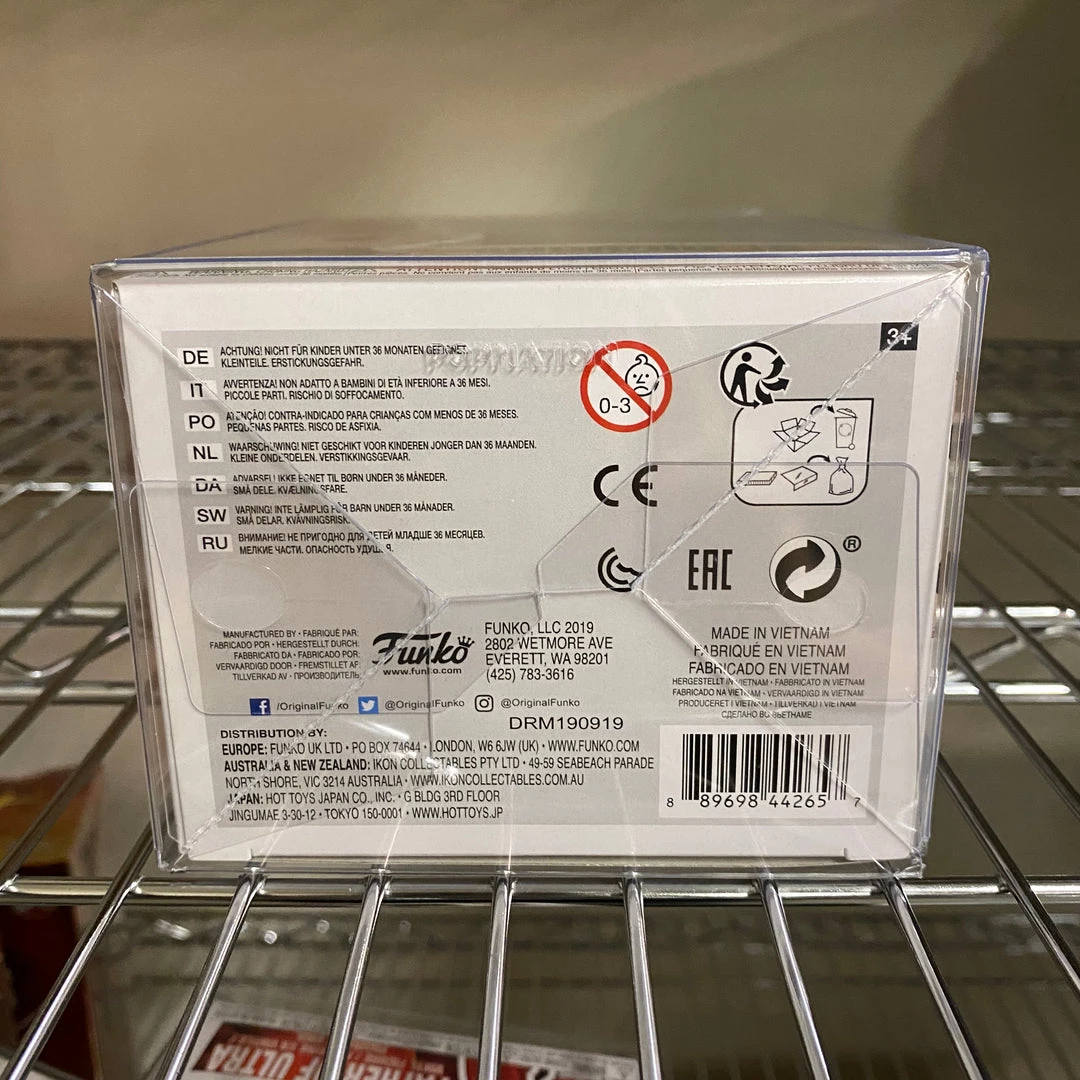 3+
POPNATION
DE ACHTUNG! NICHT FÜR KINDER UNTER 36 MONATEN GEEIGNET.
KLEINTEILE. ERSTICKUNGSGEFAHR.
IT AVVERTENZA! NON ADATTO A BAMBINI DI ETÀ INFERIORE A 36 MESI.
PICCOLE PARTI. RISCHIO DI SOFFOCAMENTO.
PO ATENÇÃO! CONTRA-INDICADO PARA CRIANÇAS COM MENOS DE 36 MESES.
PEQUENAS PARTES. RISCO DE ASFIXIA.
NL WAARSCHUWING! NIET GESCHIKT VOOR KINDEREN JONGER DAN 36 MAANDEN.
KLEINE ONDERDELEN. VERSTIKKINGSGEVAAR.
DA ADVARSEL! IKKE EGNET TIL BØRN UNDER 36 MÅNEDER.
SMÅ DELE. KVÆLNINGSFARE.
SW VARNING! INTE LÄMPLIG FÖR BARN UNDER 36 MÅNADER.
SMÅ DELAR. KVÄVNINGSRISK.
RU ВНИМАНИЕ! НЕ ПРИГОДНО ДЛЯ ДЕТЕЙ МЛАДШЕ 36 МЕСЯЦЕВ.
МЕЛКИЕ ЧАСТИ. ОПАСНОСТЬ УДУШЬЯ.
0-3
CE
EAC
®
MANUFACTURED BY • FABRIQUÉ PAR:
FABRICADO POR • HERGESTELLT DURCH:
FABBRICATO DA • FABRICADO POR:
VERVAARDIGD DOOR • FREMSTILLET AF:
TILLVERKAD AV • ПРОИЗВОДИТЕЛЬ:
Funko
www.funko.com
FUNKO, LLC 2019
2802 WETMORE AVE
EVERETT, WA 98201
(425) 783-3616
/OriginalFunko @OriginalFunko @OriginalFunko
DRM190919
MADE IN VIETNAM
FABRIQUÉ EN VIETNAM
FABRICADO EN VIETNAM
HERGESTELLT IN VIETNAM • FABBRICATO IN VIETNAM
FABRICADO NA VIETNAM • VERVAARDIGD IN VIETNAM
PRODUCERET I VIETNAM • TILLVERKAD I VIETNAM
СДЕЛАНО ВО ВЬЕТНАМЕ
DISTRIBUTION BY:
EUROPE: FUNKO UK LTD • PO BOX 74644 • LONDON, W6 6JW (UK) • WWW.FUNKO.COM
AUSTRALIA & NEW ZEALAND: IKON COLLECTABLES PTY LTD • 49-59 SEABEACH PARADE
NORTH SHORE, VIC 3214 AUSTRALIA • WWW.IKONCOLLECTABLES.COM.AU
JAPAN: HOT TOYS JAPAN CO., INC. • G BLDG 3RD FLOOR
JINGUMAE 3-30-12 • TOKYO 150-0001 • WWW.HOTTOYS.JP
8 89698 44265 7
ULTRA